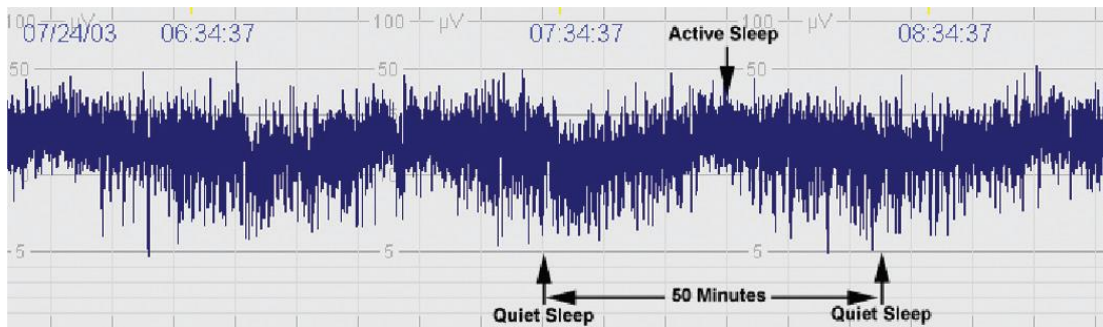 100 μV 100 μV 100 μV
07/24/03 06:34:37 07:34:37 Active Sleep 08:34:37
50 50 50
5 5 5
50 Minutes
Quiet Sleep Quiet Sleep